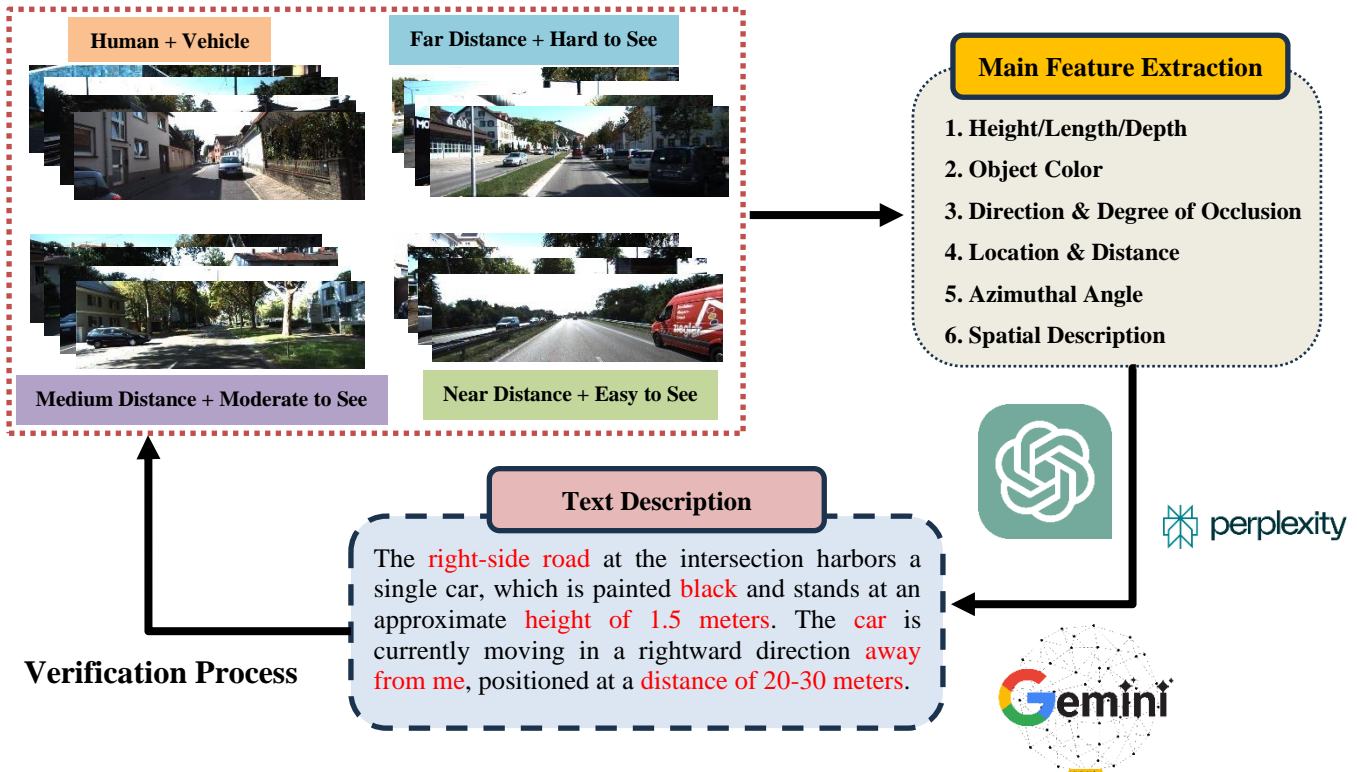 Human + Vehicle
Far Distance + Hard to See
Main Feature Extraction
1. Height/Length/Depth
2. Object Color
3. Direction & Degree of Occlusion
4. Location & Distance
5. Azimuthal Angle
6. Spatial Description
MO
ziegler
Medium Distance + Moderate to See
Near Distance + Easy to See
perplexity
Text Description
The right-side road at the intersection harbors a
single car, which is painted black and stands at an
approximate height of 1.5 meters. The car is
currently moving in a rightward direction away
from me, positioned at a distance of 20-30 meters.
Verification Process
Gemini